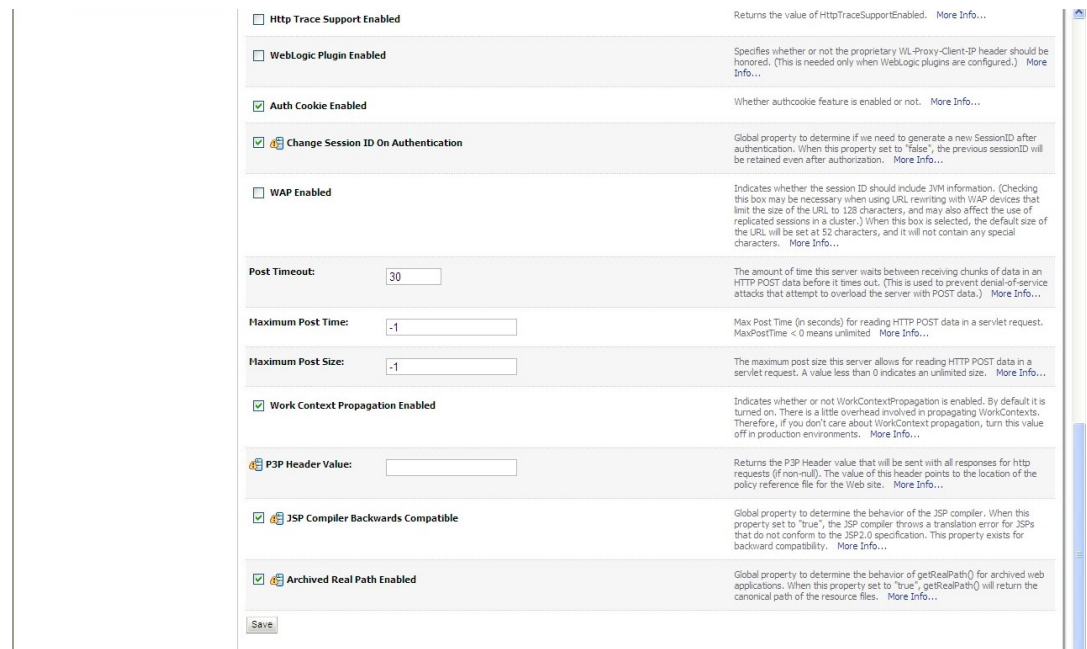 Http Trace Support Enabled
Returns the value of HttpTraceSupportEnabled. More Info...
WebLogic Plugin Enabled
Specifies whether or not the proprietary WL-Proxy-Client-IP header should be
honored. (This is needed only when WebLogic plugins are configured.) More
Info...
Auth Cookie Enabled
Whether authcookie feature is enabled or not. More Info...
Change Session ID On Authentication
Global property to determine if we need to generate a new SessionID after
authentication. When this property set to "false", the previous sessionID will
be retained even after authorization. More Info...
WAP Enabled
Indicates whether the session ID should include JVM information. (Checking
this box may be necessary when using URL rewriting with WAP devices that
limit the size of the URL to 128 characters, and may also affect the use of
replicated sessions in a cluster.) When this box is selected, the default size of
the URL will be set at 52 characters, and it will not contain any special
characters. More Info...
Post Timeout:
30
The amount of time this server waits between receiving chunks of data in an
HTTP POST data before it times out. (This is used to prevent denial-of-service
attacks that attempt to overload the server with POST data.) More Info...
Maximum Post Time:
-1
Max Post Time (in seconds) for reading HTTP POST data in a servlet request.
MaxPostTime < 0 means unlimited More Info...
Maximum Post Size:
-1
The maximum post size this server allows for reading HTTP POST data in a
servlet request. A value less than 0 indicates an unlimited size. More Info...
Work Context Propagation Enabled
Indicates whether or not WorkContextPropagation is enabled. By default it is
turned on. There is a little overhead involved in propagating WorkContexts.
Therefore, if you don't care about WorkContext propagation, turn this value
off in production environments. More Info...
P3P Header Value:
Returns the P3P Header value that will be sent with all responses for http
requests (if non-null). The value of this header points to the location of the
policy reference file for the Web site. More Info...
JSP Compiler Backwards Compatible
Global property to determine the behavior of the JSP compiler. When this
property set to "true", the JSP compiler throws a translation error for JSPs
that do not conform to the JSP2.0 specification. This property exists for
backward compatibility. More Info...
Archived Real Path Enabled
Global property to determine the behavior of getRealPath() for archived web
applications. When this property set to "true", getRealPath() will return the
canonical path of the resource files. More Info...
Save